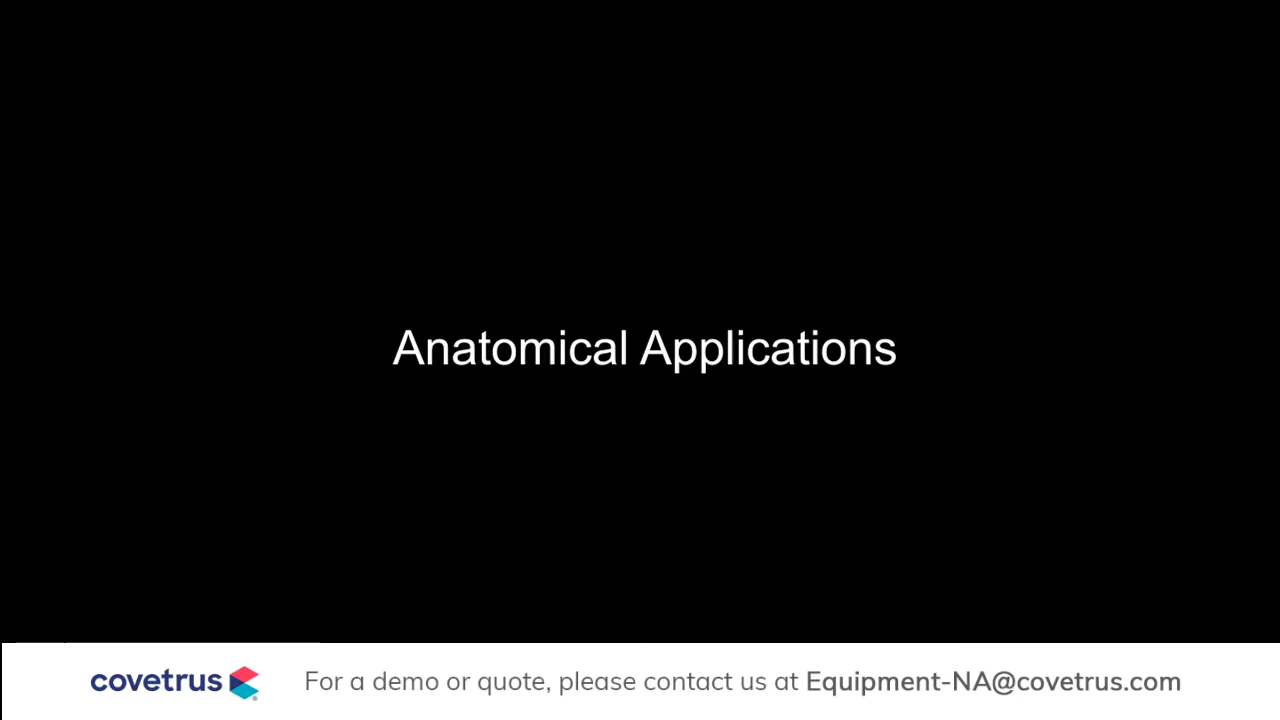 Anatomical Applications
covetrus For a demo or quote, please contact us at Equipment-NA@covetrus.com